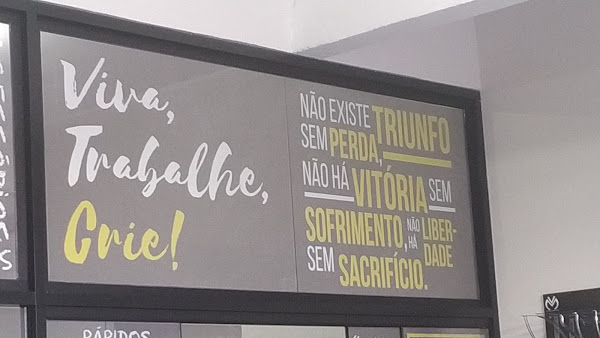 Viva,
Trabalhe,
Crie!
NÃO EXISTE TRIUNFO
SEM PERDA,
NÃO HÁ VITÓRIA SEM
SOFRIMENTO, NÃO HÁ LIBER-
DADE
SEM SACRIFÍCIO.
RÁPIDOS